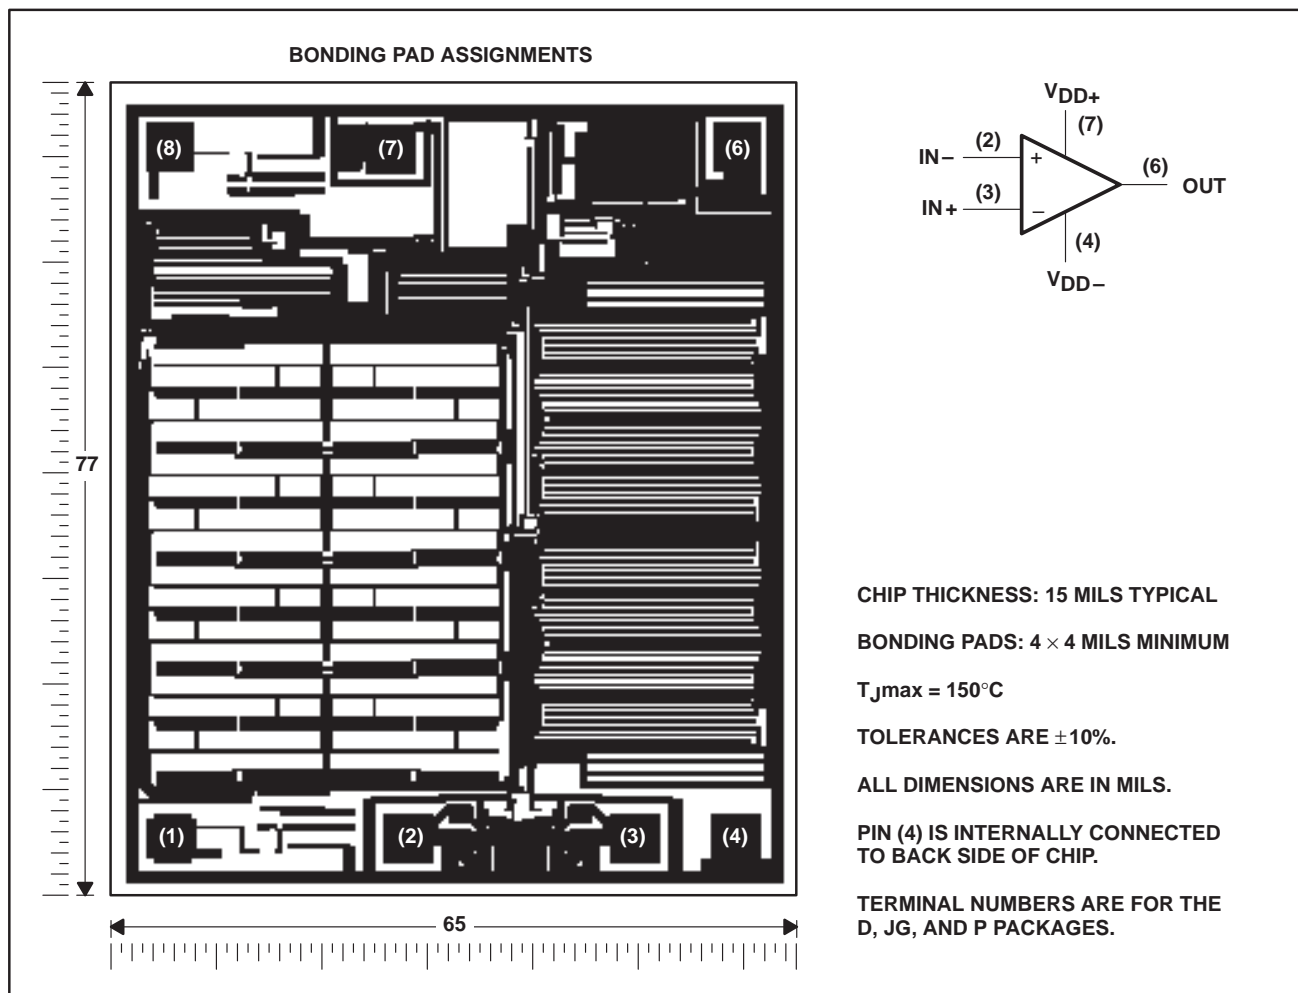 BONDING PAD ASSIGNMENTS
(8)
(7)
(6)
77
(1)
(2)
(3)
(4)
65
VDD+
(7)
IN−
(2)
+
(6)
OUT
IN+
(3)
−
(4)
VDD−
CHIP THICKNESS: 15 MILS TYPICAL
BONDING PADS: 4 × 4 MILS MINIMUM
TJmax = 150°C
TOLERANCES ARE ±10%.
ALL DIMENSIONS ARE IN MILS.
PIN (4) IS INTERNALLY CONNECTED
TO BACK SIDE OF CHIP.
TERMINAL NUMBERS ARE FOR THE
D, JG, AND P PACKAGES.